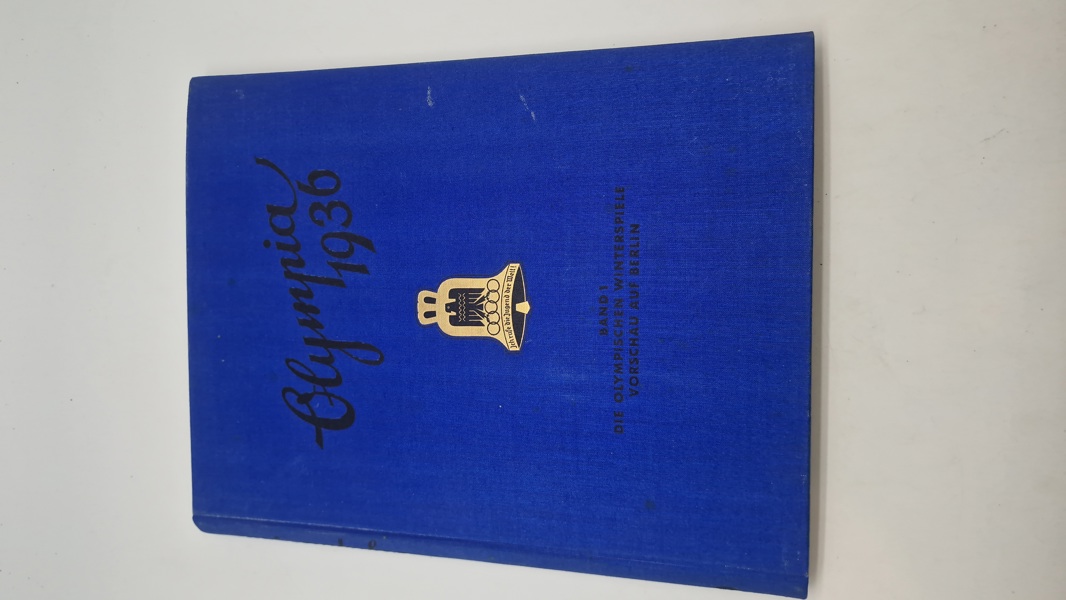 Olympia
1936
Ich rufe die Jugend der Welt!
BAND 1
DIE OLYMPISCHEN WINTERSPIELE
VORSCHAU AUF BERLIN